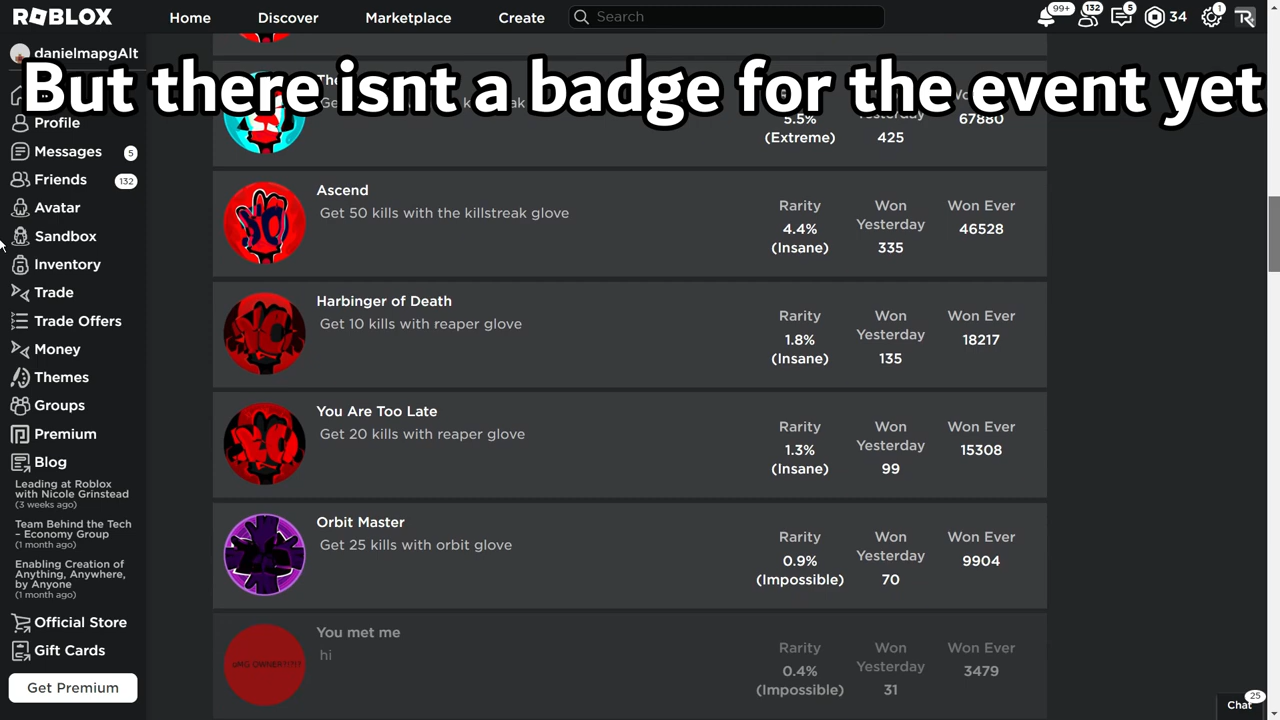 ROBLOX Home Discover Marketplace Create Search 99+ 132 5 34 1
danielmapgAlt
But there isnt a badge for the event yet
5.5% Yesterday 67880
(Extreme) 425
Profile
Messages 5
Friends 132
Avatar
Sandbox
Inventory
Trade
Trade Offers
Money
Themes
Groups
Premium
Blog
Leading at Roblox
with Nicole Grinstead
(3 weeks ago)
Team Behind the Tech
– Economy Group
(1 month ago)
Enabling Creation of
Anything, Anywhere,
by Anyone
(1 month ago)
Official Store
Gift Cards
Get Premium
Ascend
Get 50 kills with the killstreak glove
Rarity Won Won Ever
Yesterday
4.4% 46528
(Insane) 335
Harbinger of Death
Get 10 kills with reaper glove
Rarity Won Won Ever
Yesterday
1.8% 18217
(Insane) 135
You Are Too Late
Get 20 kills with reaper glove
Rarity Won Won Ever
Yesterday
1.3% 15308
(Insane) 99
Orbit Master
Get 25 kills with orbit glove
Rarity Won Won Ever
Yesterday
0.9% 9904
(Impossible) 70
You met me
hi
OMG OWNER?!?!?
Rarity Won Won Ever
Yesterday
0.4% 3479
(Impossible) 31
Chat 25